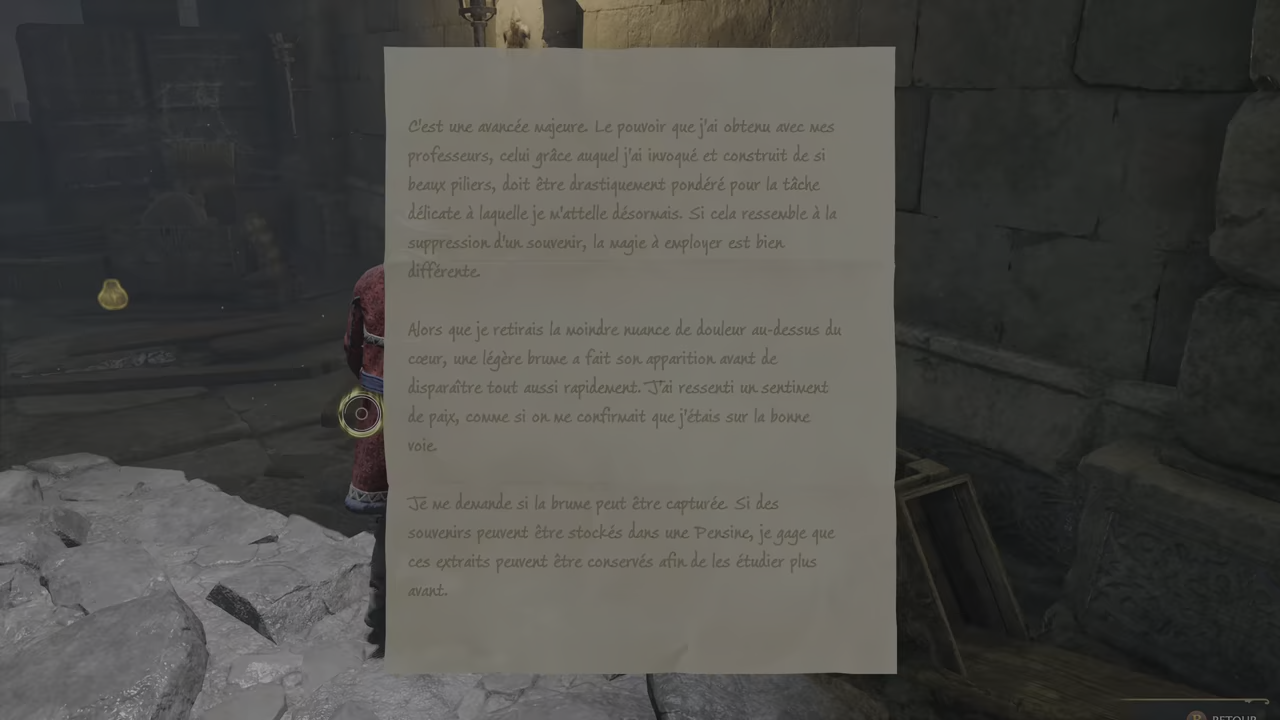 C'est une avancée majeure. Le pouvoir que j'ai obtenu avec mes
professeurs, celui grâce auquel j'ai invoqué et construit de si
beaux piliers, doit être drastiquement pondéré pour la tâche
délicate à laquelle je m'attelle désormais. Si cela ressemble à la
suppression d'un souvenir, la magie à employer est bien
différente.
Alors que je retirais la moindre nuance de douleur au-dessus du
cœur, une légère brume a fait son apparition avant de
disparaître tout aussi rapidement. J'ai ressenti un sentiment
de paix, comme si on me confirmait que j'étais sur la bonne
voie.
Je me demande si la brume peut être capturée. Si des
souvenirs peuvent être stockés dans une Pensine, je gage que
ces extraits peuvent être conservés afin de les étudier plus
avant.
B RETOUR